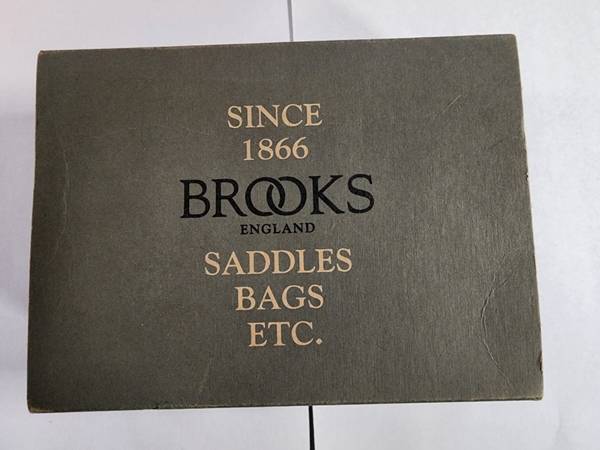 SINCE
1866
BROOKS
ENGLAND
SADDLES
BAGS
ETC.